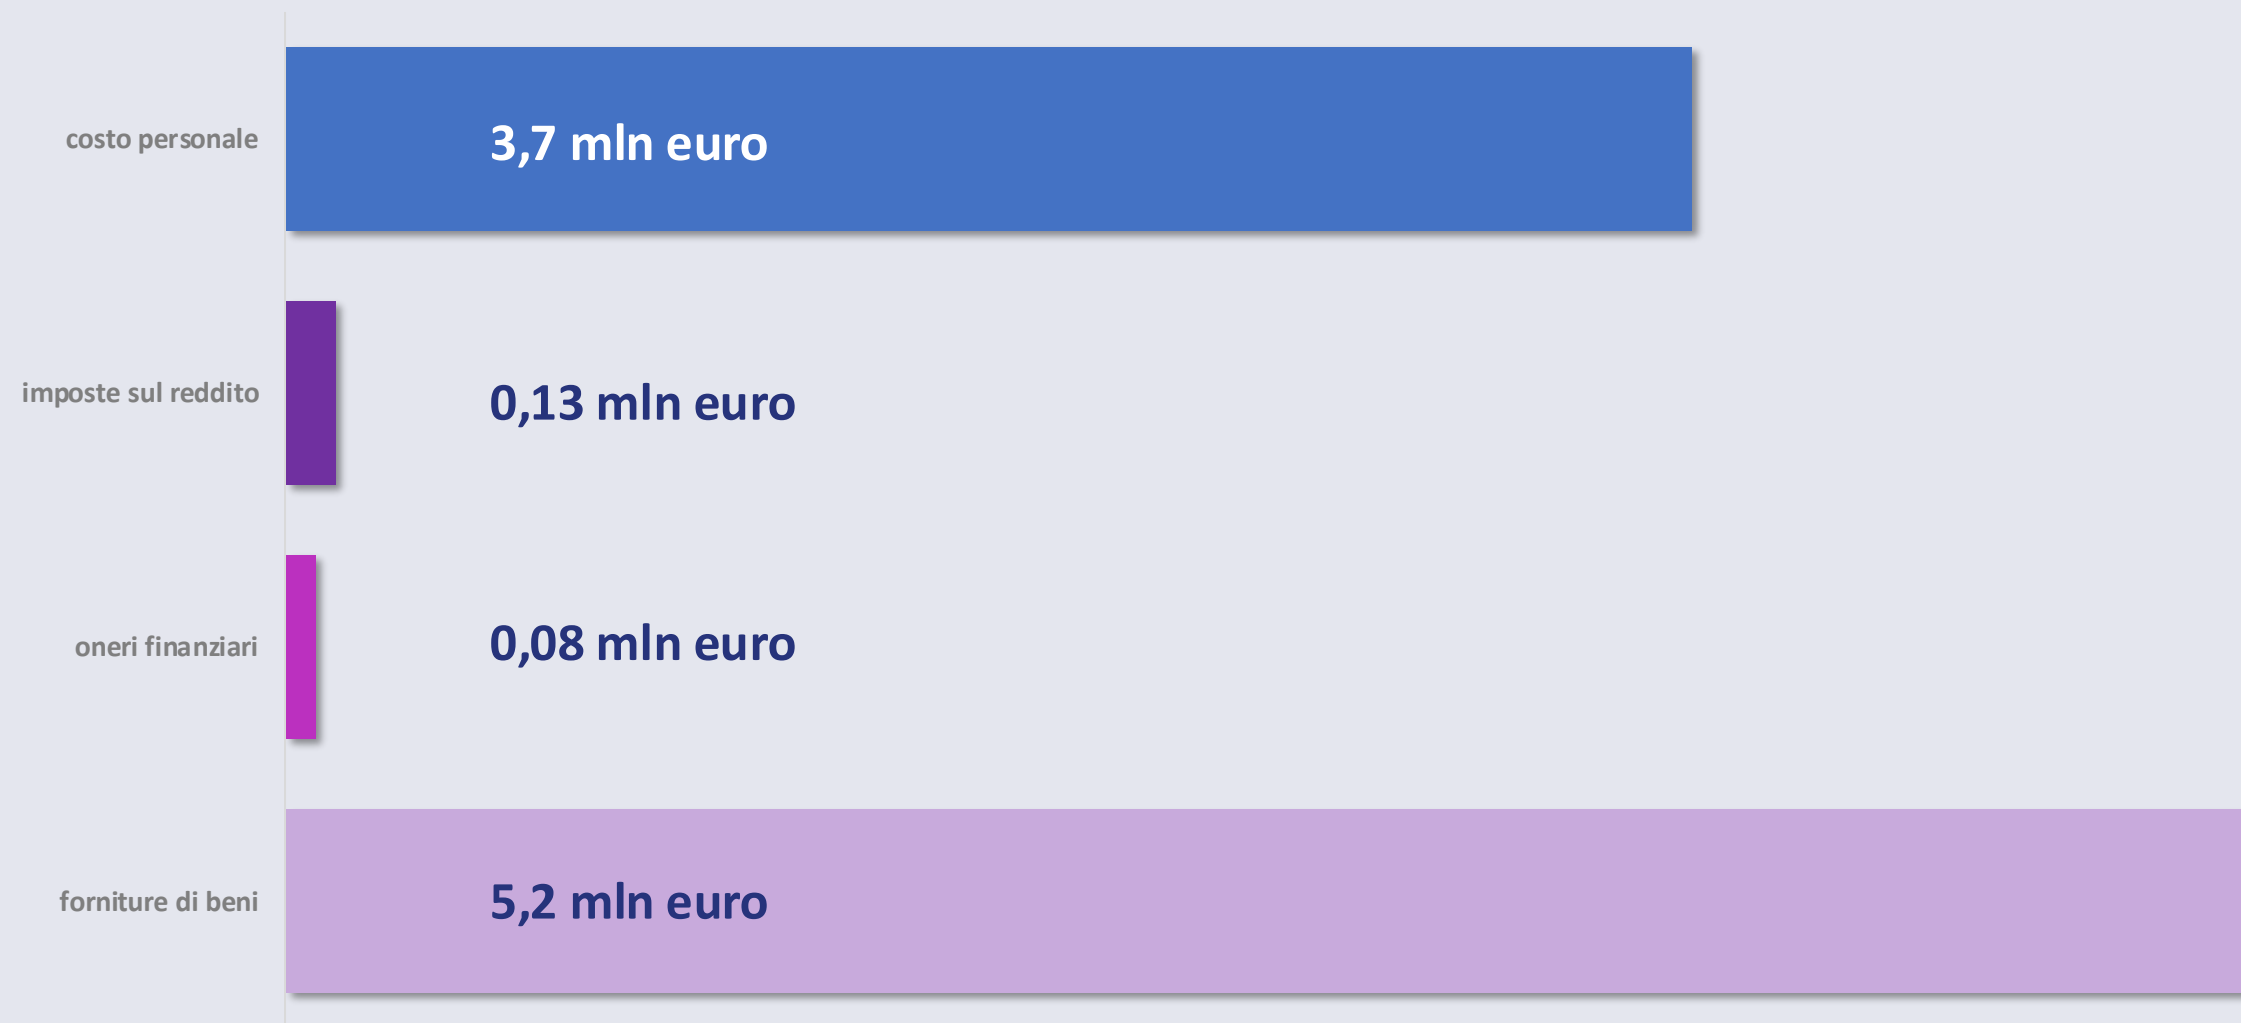 costo personale
3,7 mln euro
imposte sul reddito
0,13 mln euro
oneri finanziari
0,08 mln euro
forniture di beni
5,2 mln euro